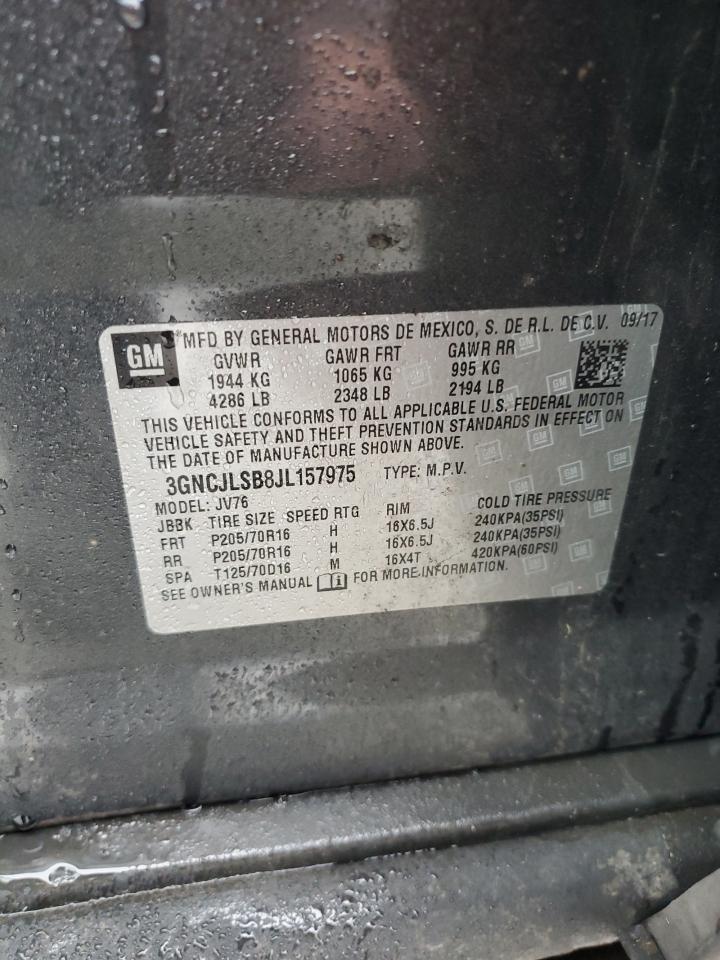 GM
*MFD BY GENERAL MOTORS DE MEXICO, S. DE R.L. DE C.V. 09/17
GVWR GAWR FRT GAWR RR
1944 KG 1065 KG 995 KG
4286 LB 2348 LB 2194 LB
THIS VEHICLE CONFORMS TO ALL APPLICABLE U.S. FEDERAL MOTOR
VEHICLE SAFETY AND THEFT PREVENTION STANDARDS IN EFFECT ON
THE DATE OF MANUFACTURE SHOWN ABOVE.
3GNCJLSB8JL157975 TYPE: M.P.V.
MODEL: JV76
JBBK TIRE SIZE SPEED RTG RIM COLD TIRE PRESSURE
FRT P205/70R16 H 16X6.5J 240KPA(35PSI)
RR P205/70R16 H 16X6.5J 240KPA(35PSI)
SPA T125/70D16 M 16X4T 420KPA(60PSI)
SEE OWNER'S MANUAL FOR MORE INFORMATION.